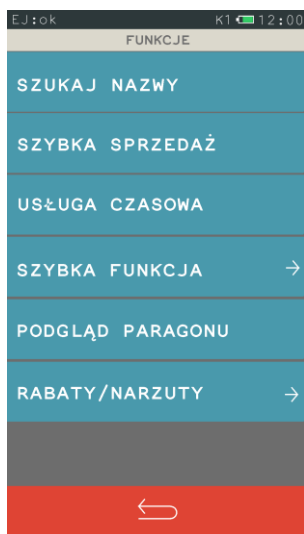 EJ:ok K1 12:00
FUNKCJE
SZUKAJ NAZWY
SZYBKA SPRZEDAŻ
USŁUGA CZASOWA
SZYBKA FUNKCJA
PODGLĄD PARAGONU
RABATY/NARZUTY